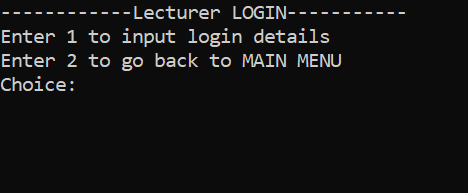 ------------Lecturer LOGIN-----------
Enter 1 to input login details
Enter 2 to go back to MAIN MENU
Choice: